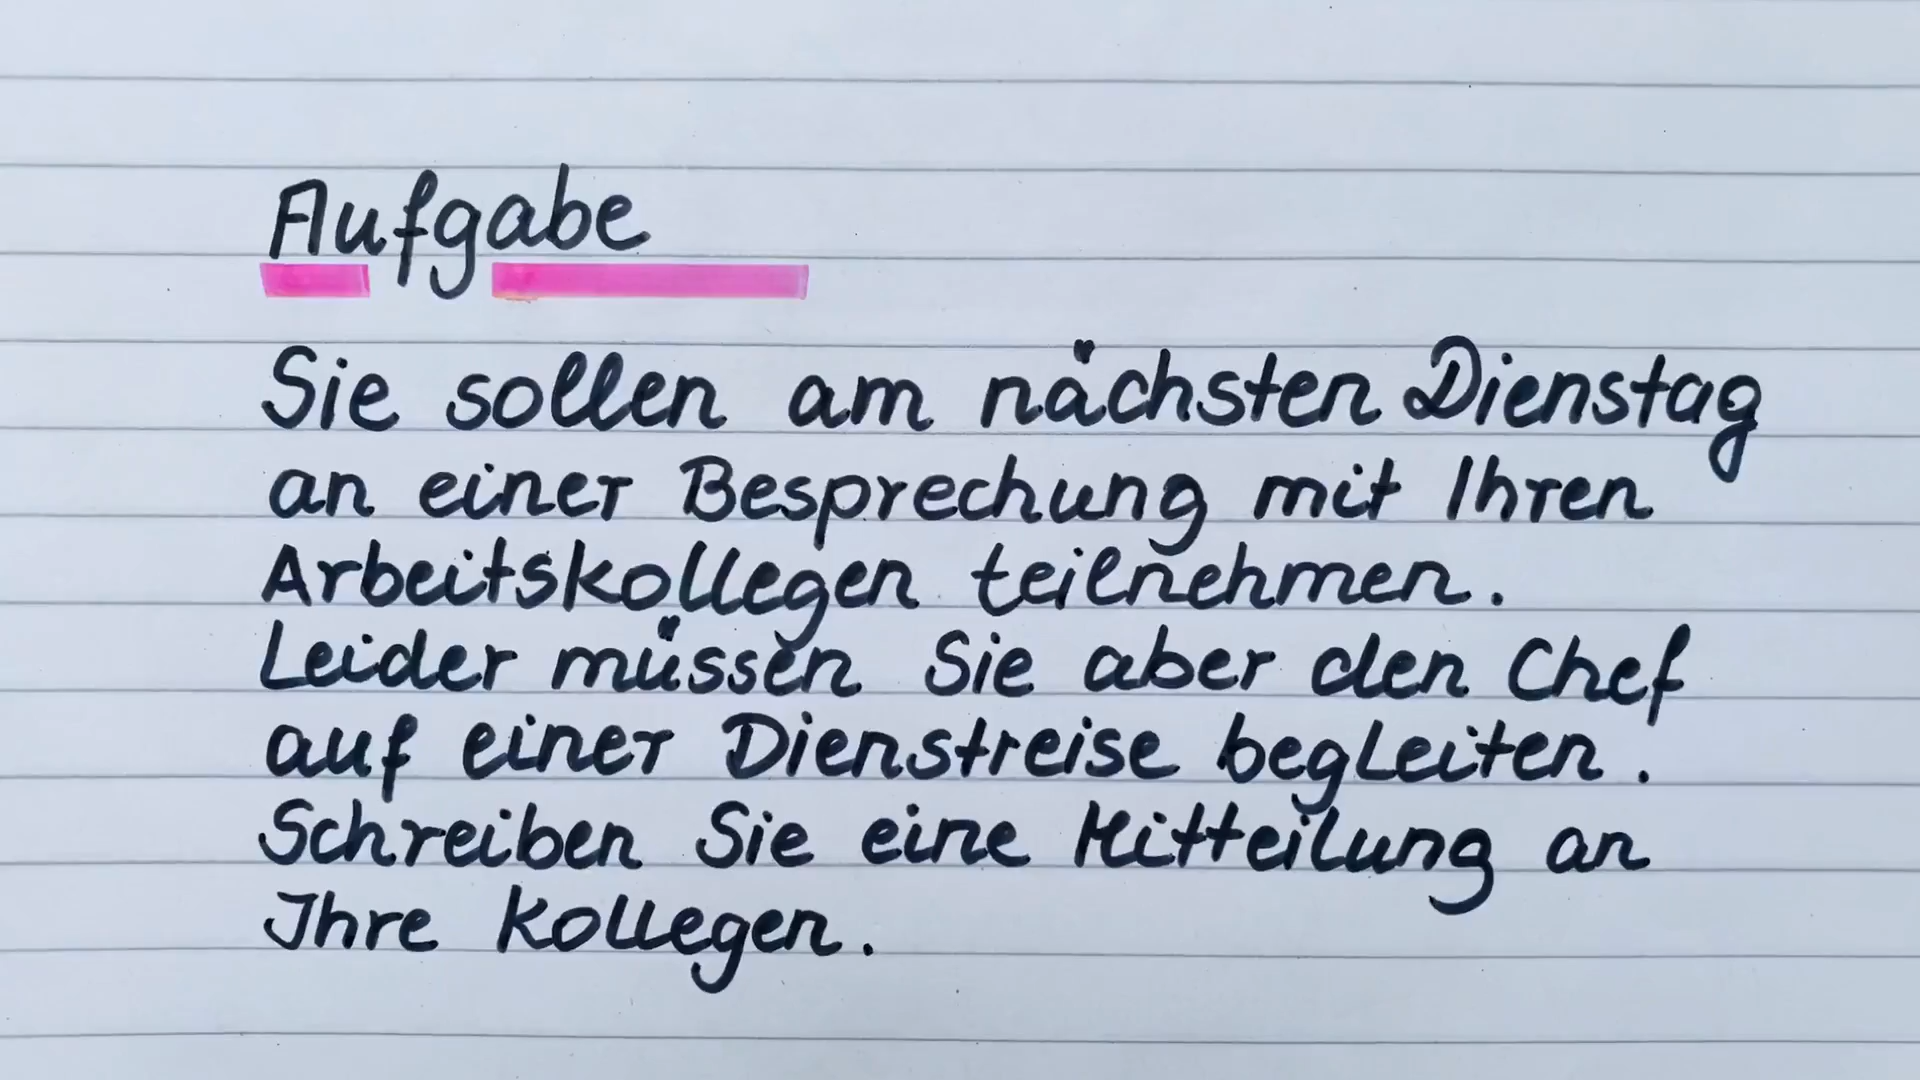 Aufgabe
Sie sollen am nächsten Dienstag
an einer Besprechung mit Ihren
Arbeitskollegen teilnehmen.
Leider müssen Sie aber den Chef
auf einer Dienstreise begleiten.
Schreiben Sie eine Mitteilung an
Ihre Kollegen.